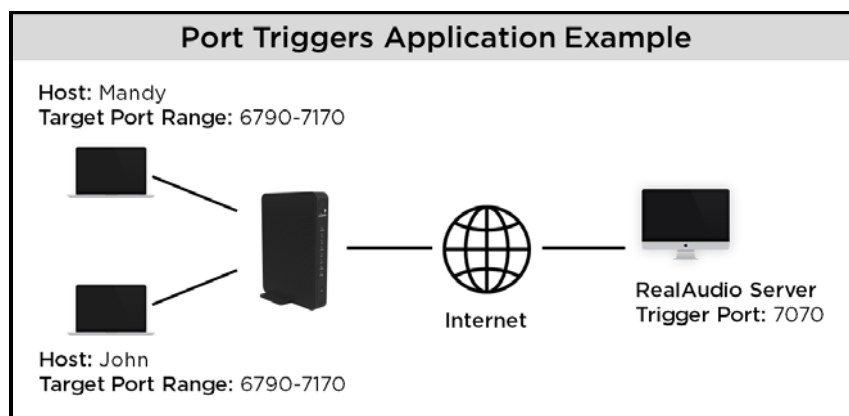 Port Triggers Application Example
Host: Mandy
Target Port Range: 6790-7170
Internet
RealAudio Server
Trigger Port: 7070
Host: John
Target Port Range: 6790-7170